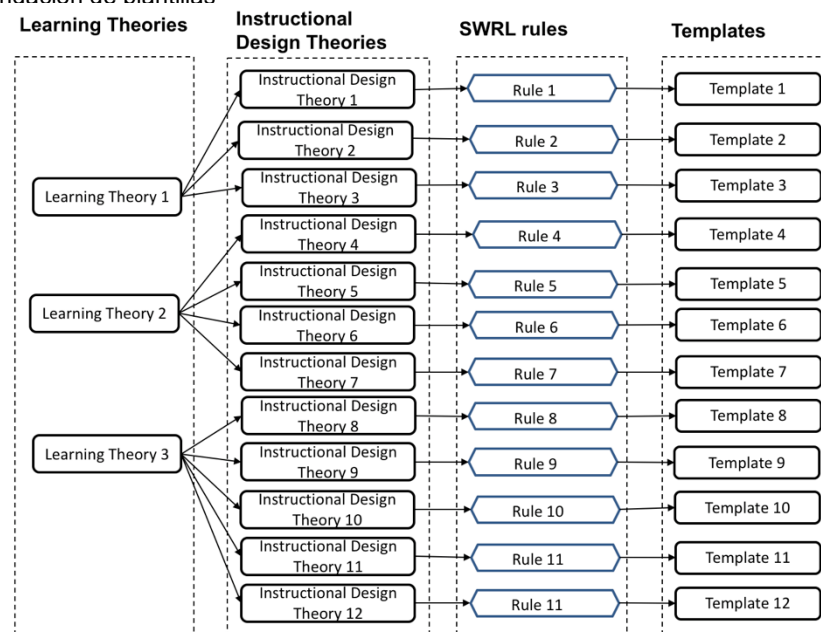 Learning Theories
Instructional
Design Theories
SWRL rules
Templates
Instructional Design
Theory 1
Rule 1
Template 1
Instructional Design
Theory 2
Rule 2
Template 2
Instructional Design
Theory 3
Rule 3
Template 3
Learning Theory 1
Instructional Design
Theory 4
Rule 4
Template 4
Instructional Design
Theory 5
Rule 5
Template 5
Learning Theory 2
Instructional Design
Theory 6
Rule 6
Template 6
Instructional Design
Theory 7
Rule 7
Template 7
Instructional Design
Theory 8
Rule 8
Template 8
Learning Theory 3
Instructional Design
Theory 9
Rule 9
Template 9
Instructional Design
Theory 10
Rule 10
Template 10
Instructional Design
Theory 11
Rule 11
Template 11
Instructional Design
Theory 12
Rule 11
Template 12